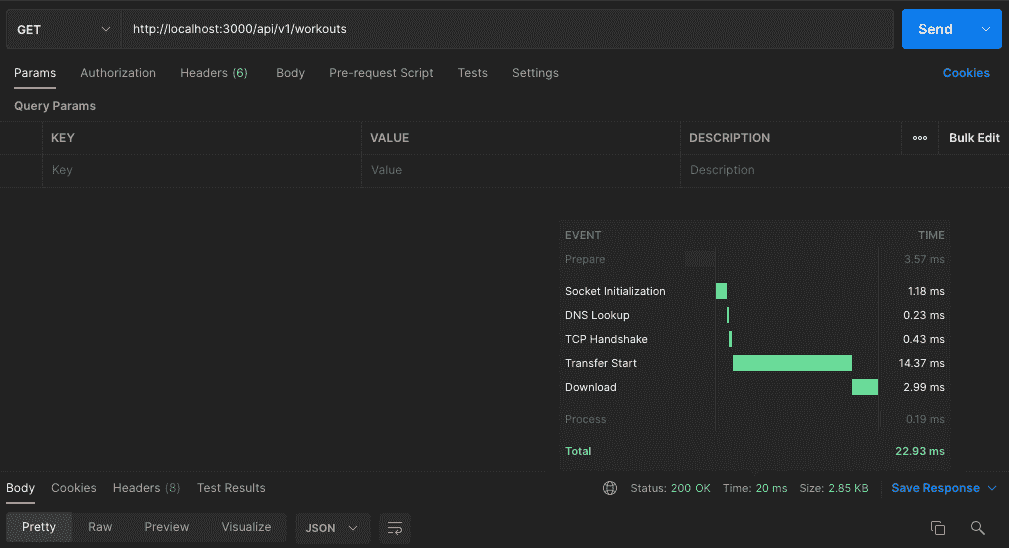 GET http://localhost:3000/api/v1/workouts Send
Params Authorization Headers (6) Body Pre-request Script Tests Settings Cookies
Query Params
KEY VALUE DESCRIPTION ooo Bulk Edit
Key Value Description
EVENT TIME
Prepare 3.57 ms
Socket Initialization 1.18 ms
DNS Lookup 0.23 ms
TCP Handshake 0.43 ms
Transfer Start 14.37 ms
Download 2.99 ms
Process 0.19 ms
Total 22.93 ms
Body Cookies Headers (8) Test Results Status: 200 OK Time: 20 ms Size: 2.85 KB Save Response
Pretty Raw Preview Visualize JSON